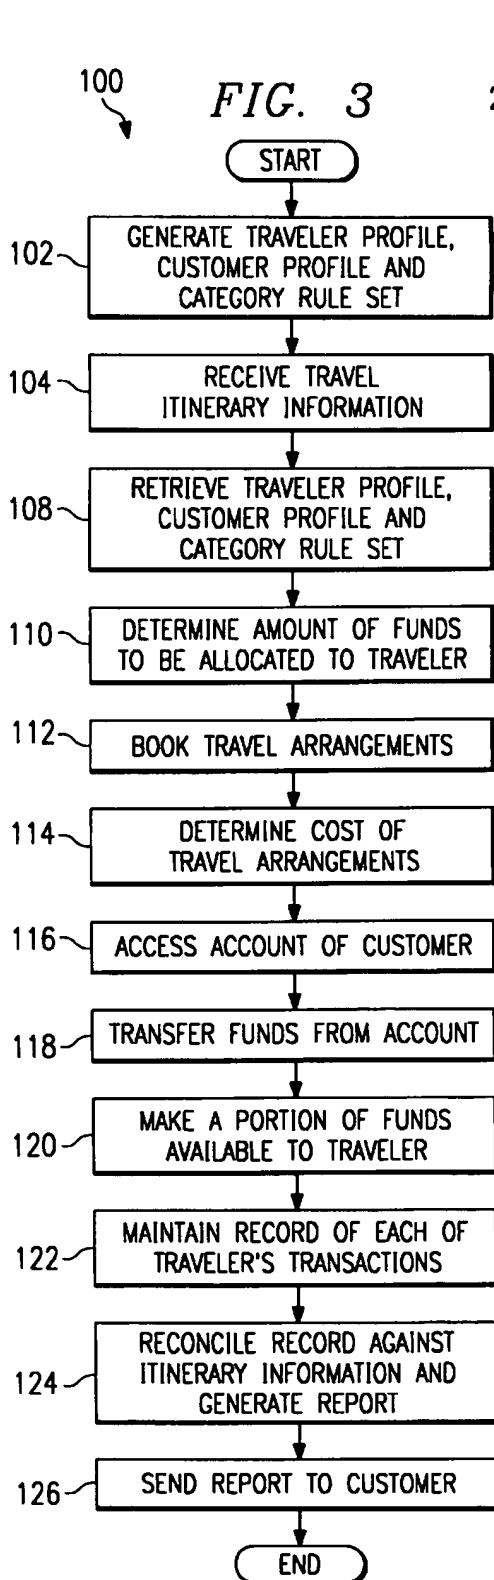 100
FIG. 3
START
102
GENERATE TRAVELER PROFILE,
CUSTOMER PROFILE AND
CATEGORY RULE SET
104
RECEIVE TRAVEL
ITINERARY INFORMATION
108
RETRIEVE TRAVELER PROFILE,
CUSTOMER PROFILE AND
CATEGORY RULE SET
110
DETERMINE AMOUNT OF FUNDS
TO BE ALLOCATED TO TRAVELER
112
BOOK TRAVEL ARRANGEMENTS
114
DETERMINE COST OF
TRAVEL ARRANGEMENTS
116
ACCESS ACCOUNT OF CUSTOMER
118
TRANSFER FUNDS FROM ACCOUNT
120
MAKE A PORTION OF FUNDS
AVAILABLE TO TRAVELER
122
MAINTAIN RECORD OF EACH OF
TRAVELER'S TRANSACTIONS
124
RECONCILE RECORD AGAINST
ITINERARY INFORMATION AND
GENERATE REPORT
126
SEND REPORT TO CUSTOMER
END